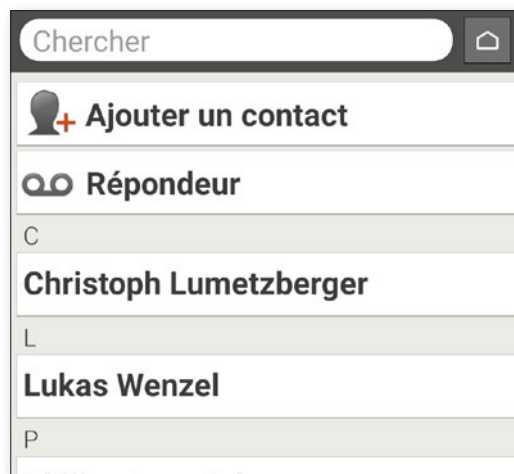 Chercher
Ajouter un contact
Répondeur
C
Christoph Lumetzberger
L
Lukas Wenzel
P